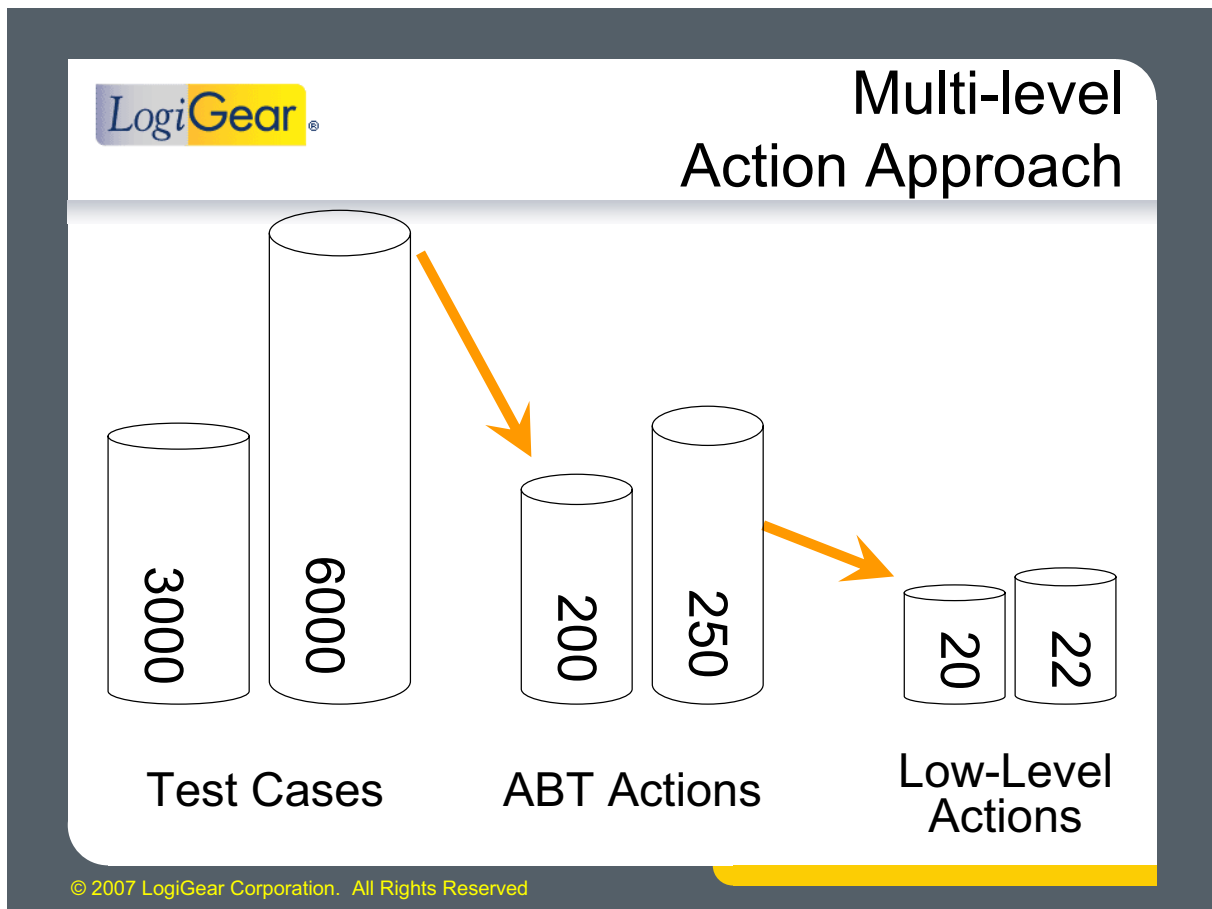 LogiGear ®
Multi-level
Action Approach
3000
6000
200
250
20
22
Test Cases
ABT Actions
Low-Level
Actions
© 2007 LogiGear Corporation. All Rights Reserved